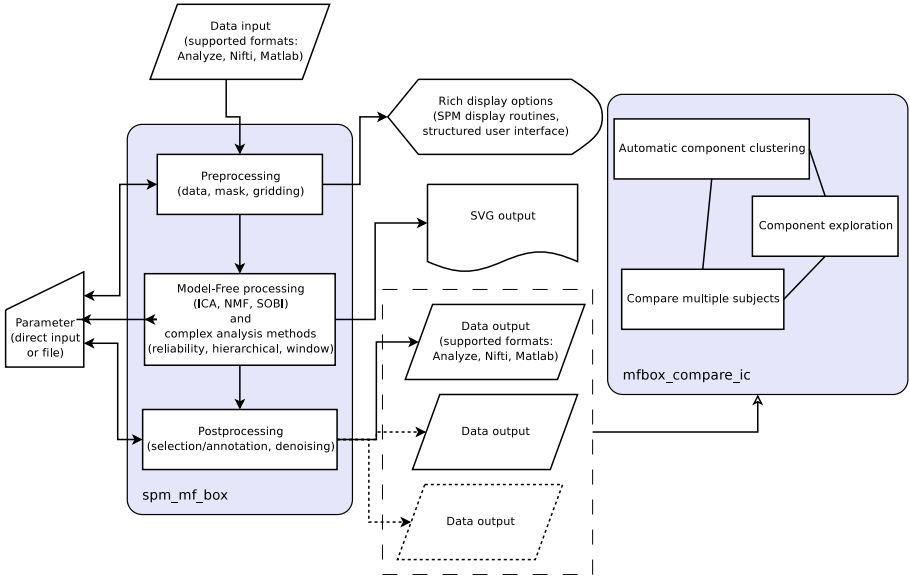 Data input
(supported formats:
Analyze, Nifti, Matlab)
Rich display options
(SPM display routines,
structured user interface)
Preprocessing
(data, mask, gridding)
SVG output
Model-Free processing
(ICA, NMF, SOBI)
and
complex analysis methods
(reliability, hierarchical, window)
Parameter
(direct input
or file)
Data output
(supported formats:
Analyze, Nifti, Matlab)
Postprocessing
(selection/annotation, denoising)
Data output
Data output
spm_mf_box
Automatic component clustering
Component exploration
Compare multiple subjects
mfbox_compare_ic